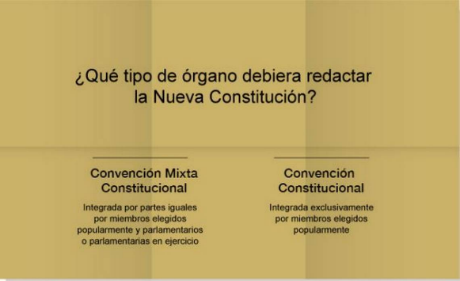 ¿Qué tipo de órgano debiera redactar
la Nueva Constitución?
Convención Mixta
Constitucional
Integrada por partes iguales
por miembros elegidos
popularmente y parlamentarios
o parlamentarias en ejercicio
Convención
Constitucional
Integrada exclusivamente
por miembros elegidos
popularmente